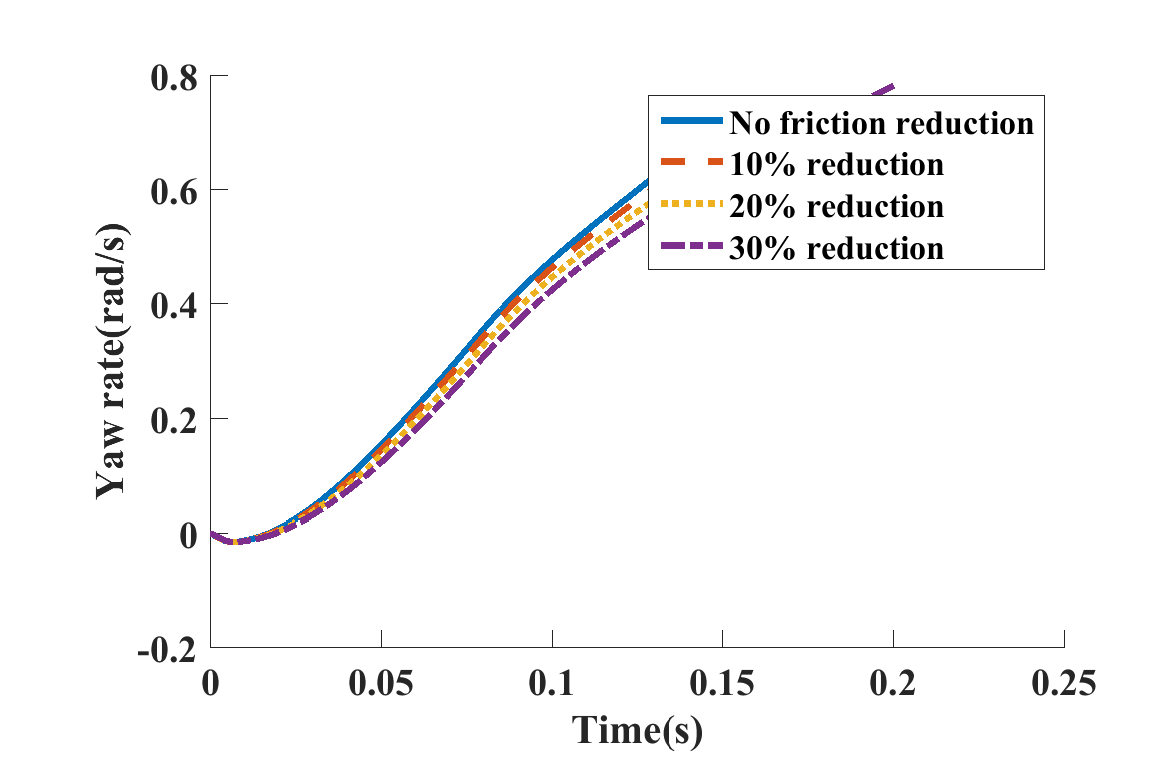 0.8
0.6
0.4
0.2
0
-0.2
Yaw rate(rad/s)
No friction reduction
10% reduction
20% reduction
30% reduction
0 0.05 0.1 0.15 0.2 0.25
Time(s)